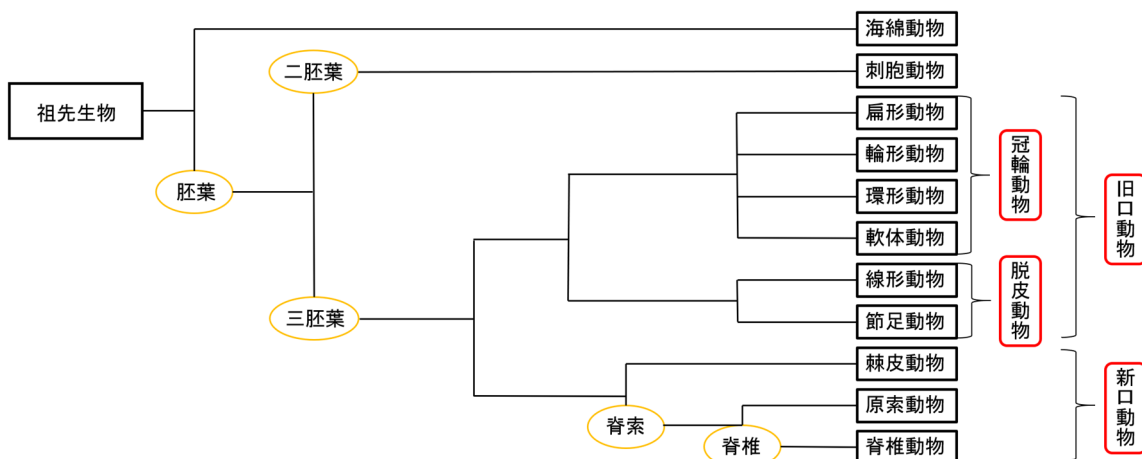 海綿動物
二胚葉
刺胞動物
祖先生物
扁形動物
冠輪動物
輪形動物
胚葉
環形動物
旧口動物
軟体動物
線形動物
脱皮動物
三胚葉
節足動物
棘皮動物
新口動物
原索動物
脊索
脊椎
脊椎動物